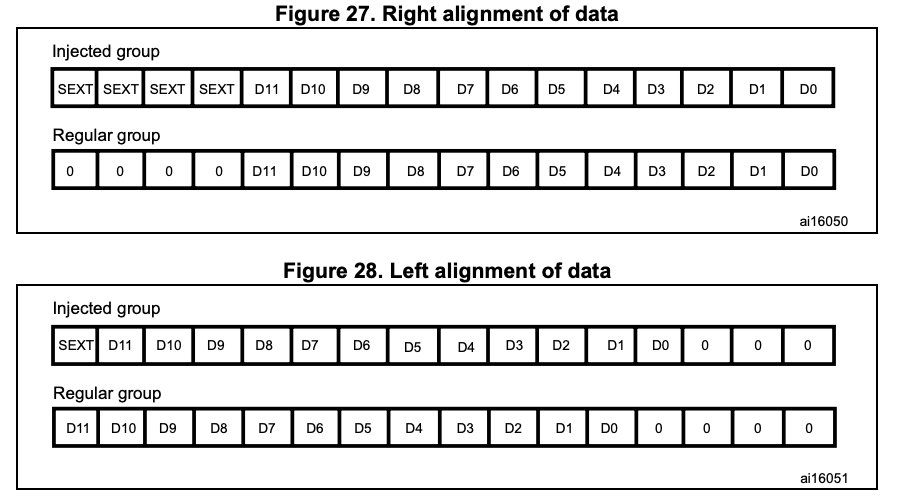 Figure 27. Right alignment of data
Injected group
SEXT SEXT SEXT SEXT D11 D10 D9 D8 D7 D6 D5 D4 D3 D2 D1 D0
Regular group
0 0 0 0 D11 D10 D9 D8 D7 D6 D5 D4 D3 D2 D1 D0
ai16050
Figure 28. Left alignment of data
Injected group
SEXT D11 D10 D9 D8 D7 D6 D5 D4 D3 D2 D1 D0 0 0 0
Regular group
D11 D10 D9 D8 D7 D6 D5 D4 D3 D2 D1 D0 0 0 0 0
ai16051